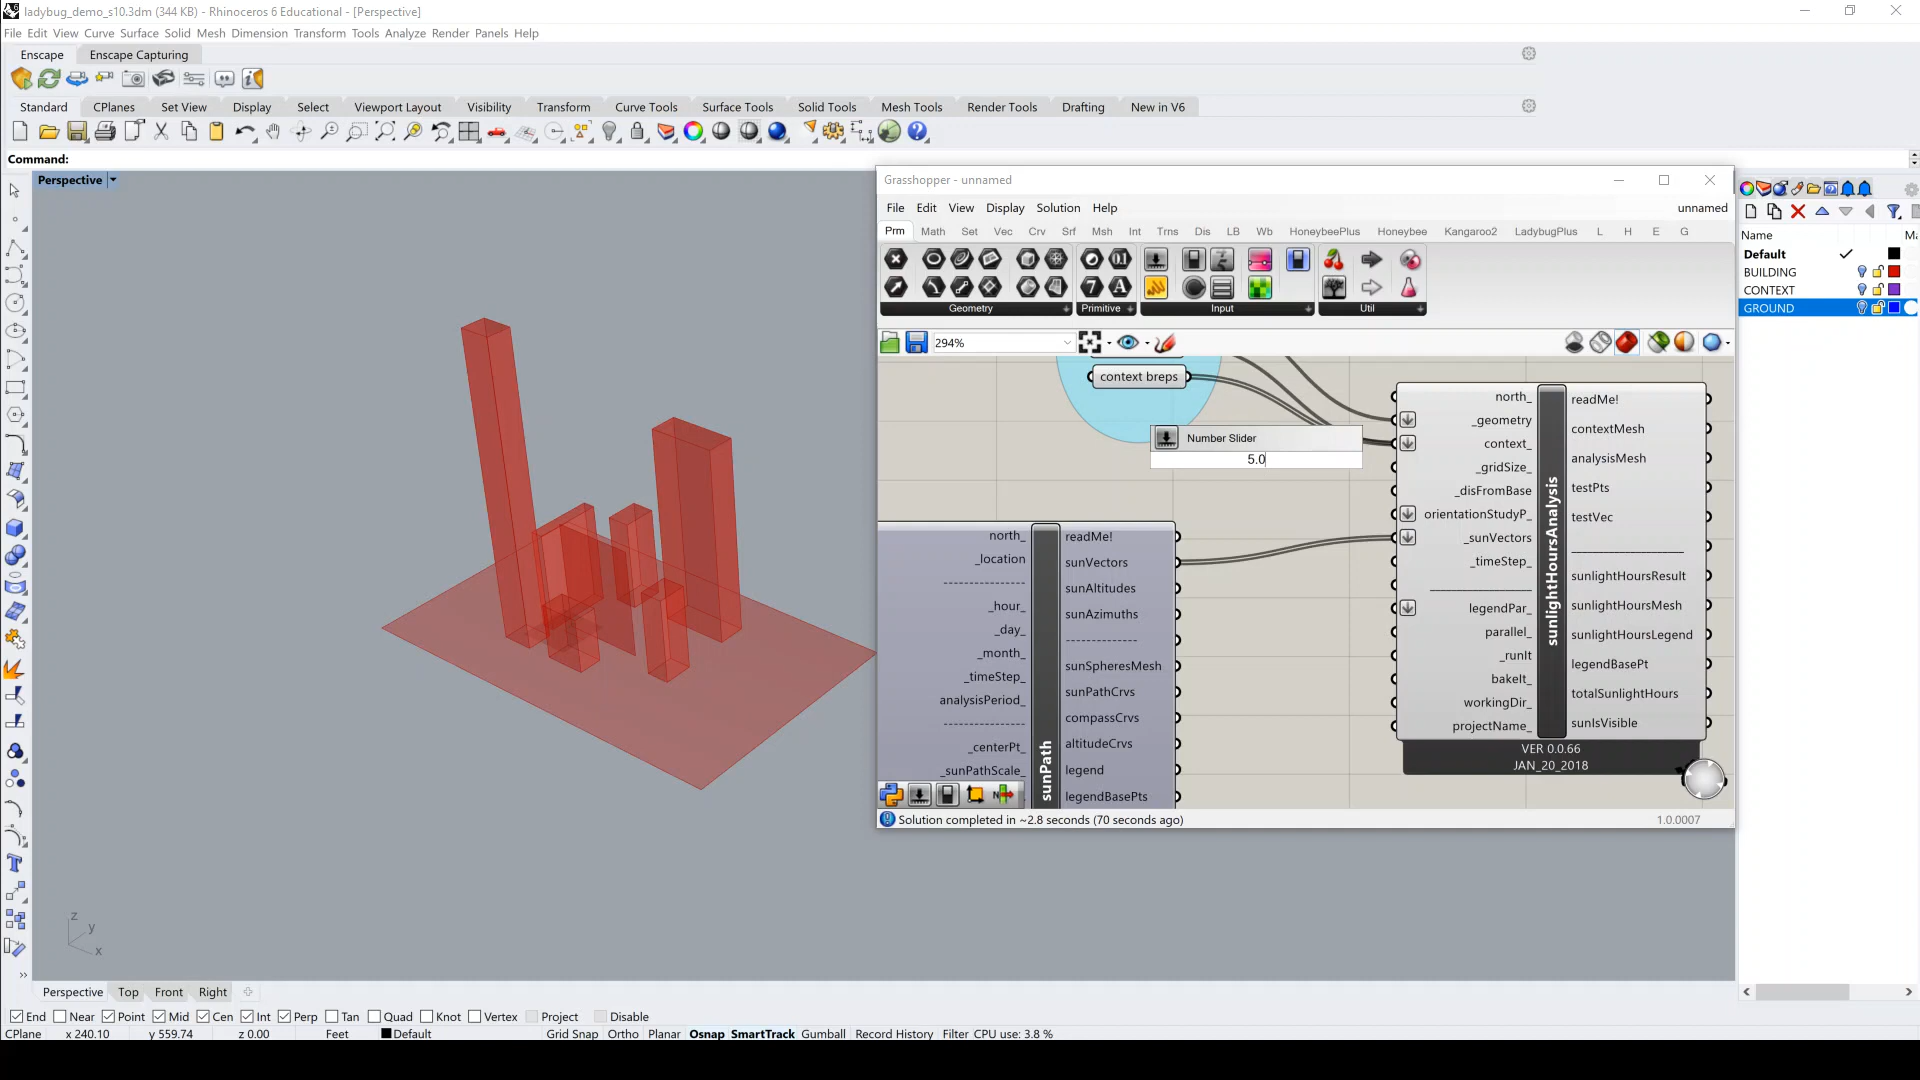 ladybug_demo_s10.3dm (344 KB) - Rhinoceros 6 Educational - [Perspective]
File Edit View Curve Surface Solid Mesh Dimension Transform Tools Analyze Render Panels Help
Enscape Enscape Capturing
Standard CPlanes Set View Display Select Viewport Layout Visibility Transform Curve Tools Surface Tools Solid Tools Mesh Tools Render Tools Drafting New in V6
Command:
Perspective
Grasshopper - unnamed
File Edit View Display Solution Help unnamed
Prm Math Set Vec Crv Srf Msh Int Trns Dis LB Wb HoneybeePlus Honeybee Kangaroo2 LadybugPlus L H E G
Geometry Primitive Input Util
294%
context breps
Number Slider
5.0
north_
_location
_hour_
_day_
_month_
_timeStep_
analysisPeriod_
_centerPt_
_sunPathScale_
sunPath
readMe!
sunVectors
sunAltitudes
sunAzimuths
sunSpheresMesh
sunPathCrvs
compassCrvs
altitudeCrvs
legend
legendBasePts
north_
_geometry
context_
_gridSize_
_disFromBase
orientationStudyP_
_sunVectors
_timeStep_
legendPar_
parallel_
_runIt
bakeIt_
workingDir_
projectName_
sunlightHoursAnalysis
readMe!
contextMesh
analysisMesh
testPts
testVec
sunlightHoursResult
sunlightHoursMesh
sunlightHoursLegend
legendBasePt
totalSunlightHours
sunIsVisible
VER 0.0.66
JAN_20_2018
Solution completed in ~2.8 seconds (70 seconds ago) 1.0.0007
Name
Default
BUILDING
CONTEXT
GROUND
z
y
x
Perspective Top Front Right
End Near Point Mid Cen Int Perp Tan Quad Knot Vertex Project Disable
CPlane x 240.10 y 559.74 z 0.00 Feet Default Grid Snap Ortho Planar Osnap SmartTrack Gumball Record History Filter CPU use: 3.8 %